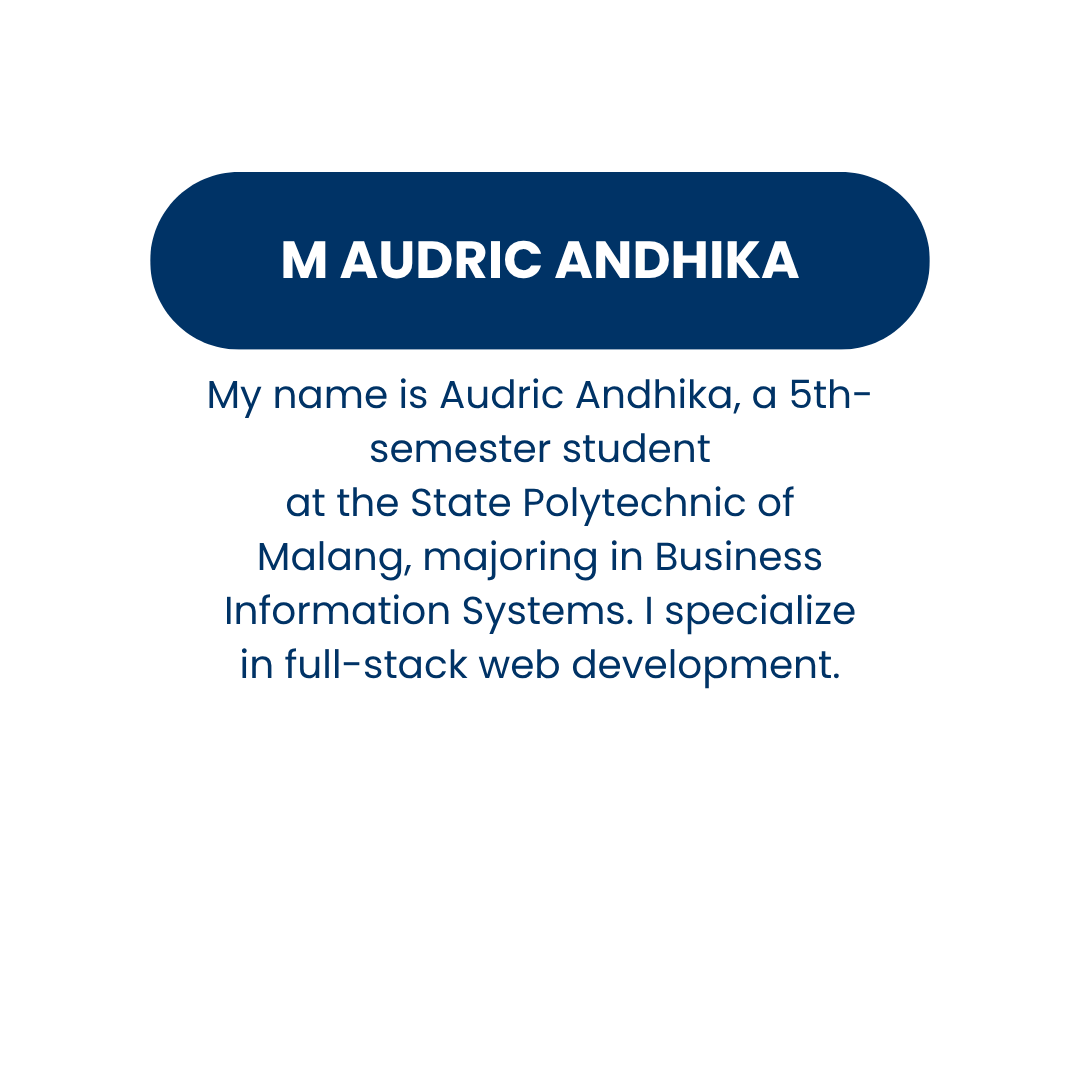 M AUDRIC ANDHIKA
My name is Audric Andhika, a 5th-
semester student
at the State Polytechnic of
Malang, majoring in Business
Information Systems. I specialize
in full-stack web development.